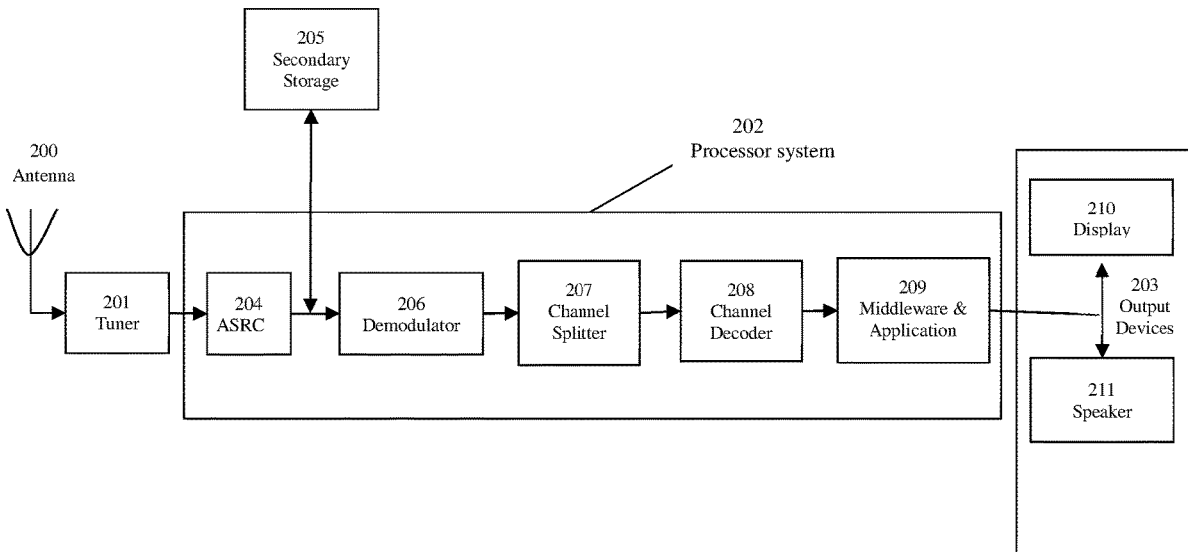 205
Secondary
Storage
202
Processor system
200
Antenna
201
Tuner
204
ASRC
206
Demodulator
207
Channel
Splitter
208
Channel
Decoder
209
Middleware &
Application
210
Display
203
Output
Devices
211
Speaker